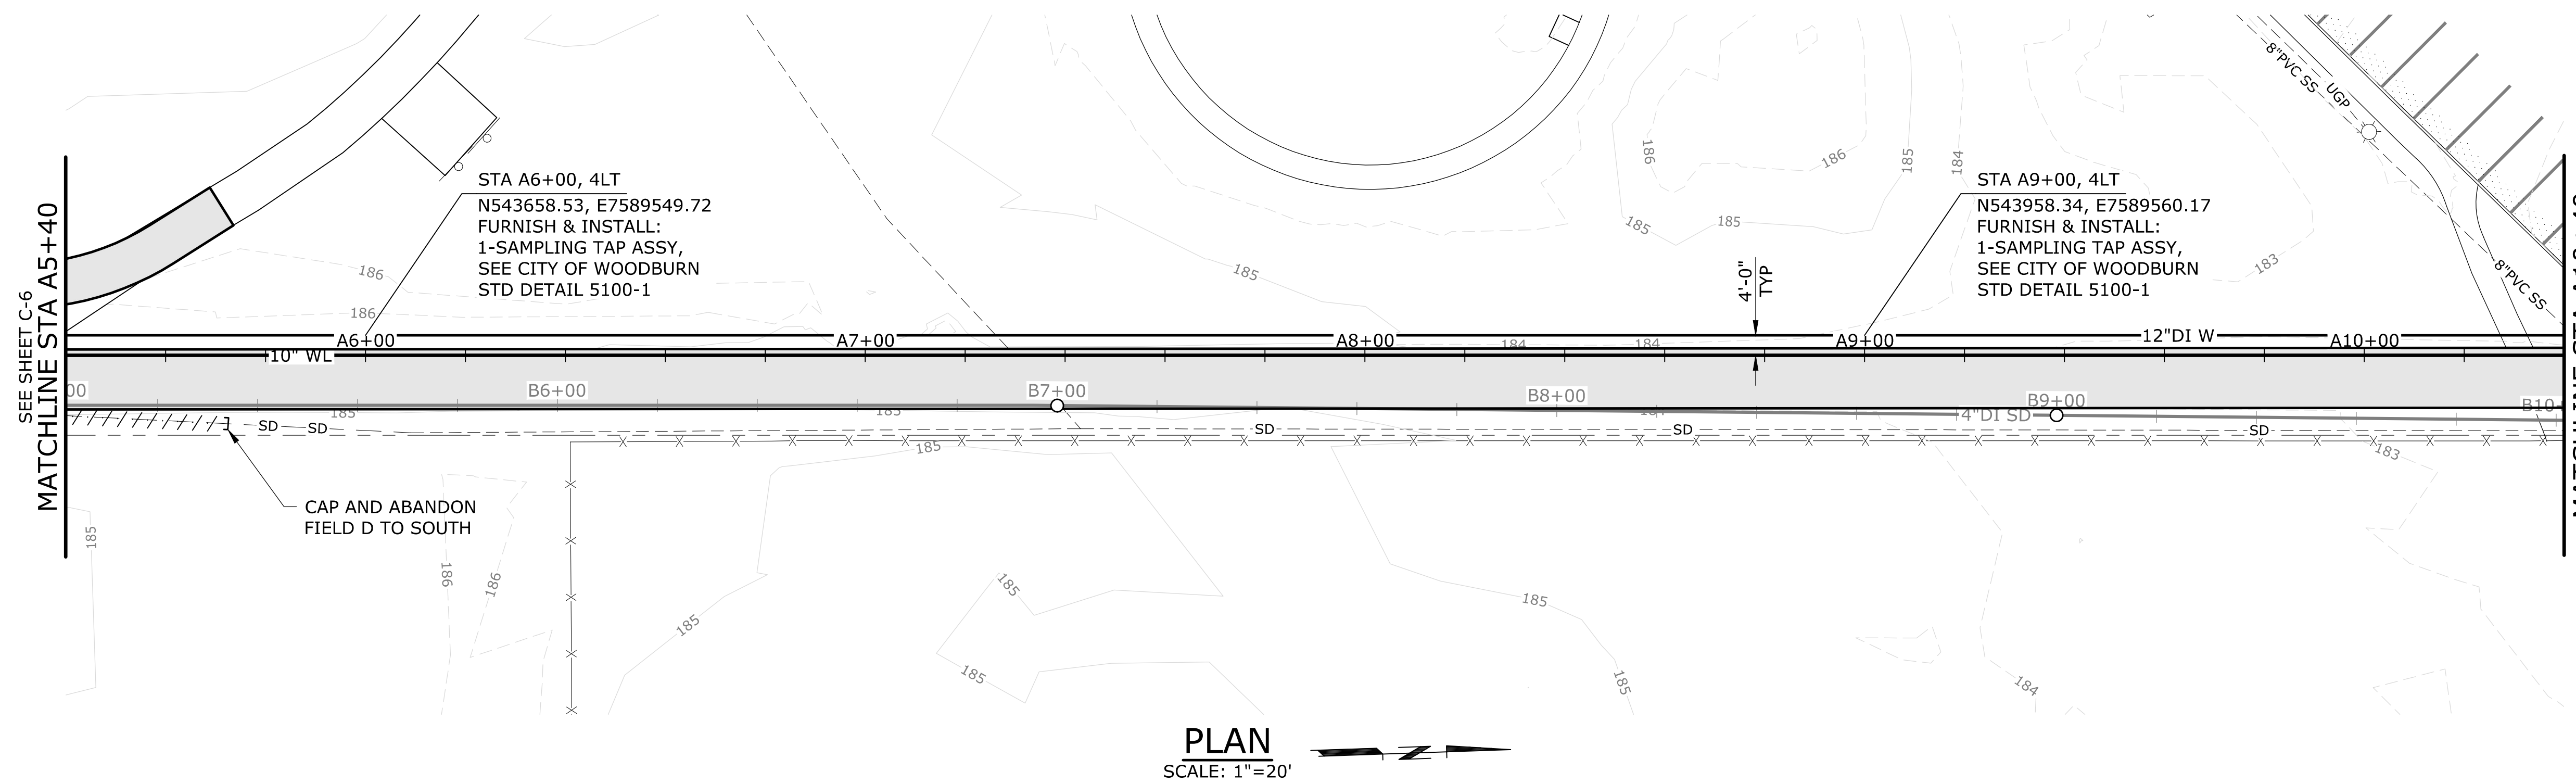 SEE SHEET C-6
MATCHLINE STA A5+40
STA A6+00, 4LT
N543658.53, E7589549.72
FURNISH & INSTALL:
1-SAMPLING TAP ASSY,
SEE CITY OF WOODBURN
STD DETAIL 5100-1
STA A9+00, 4LT
N543958.34, E7589560.17
FURNISH & INSTALL:
1-SAMPLING TAP ASSY,
SEE CITY OF WOODBURN
STD DETAIL 5100-1
8"PVC SS
UGP
8"PVC SS
186
186
185
184
185
185
186
186
185
183
4'-0"
TYP
184
184
A6+00
A7+00
A8+00
A9+00
12"DI W
A10+00
10" WL
00
B6+00
B7+00
B8+00
B9+00
B10+
185
4"DI SD
SD
SD
SD
SD
SD
185
183
CAP AND ABANDON
FIELD D TO SOUTH
185
186
186
185
185
185
185
185
184
PLAN
SCALE: 1"=20'
N